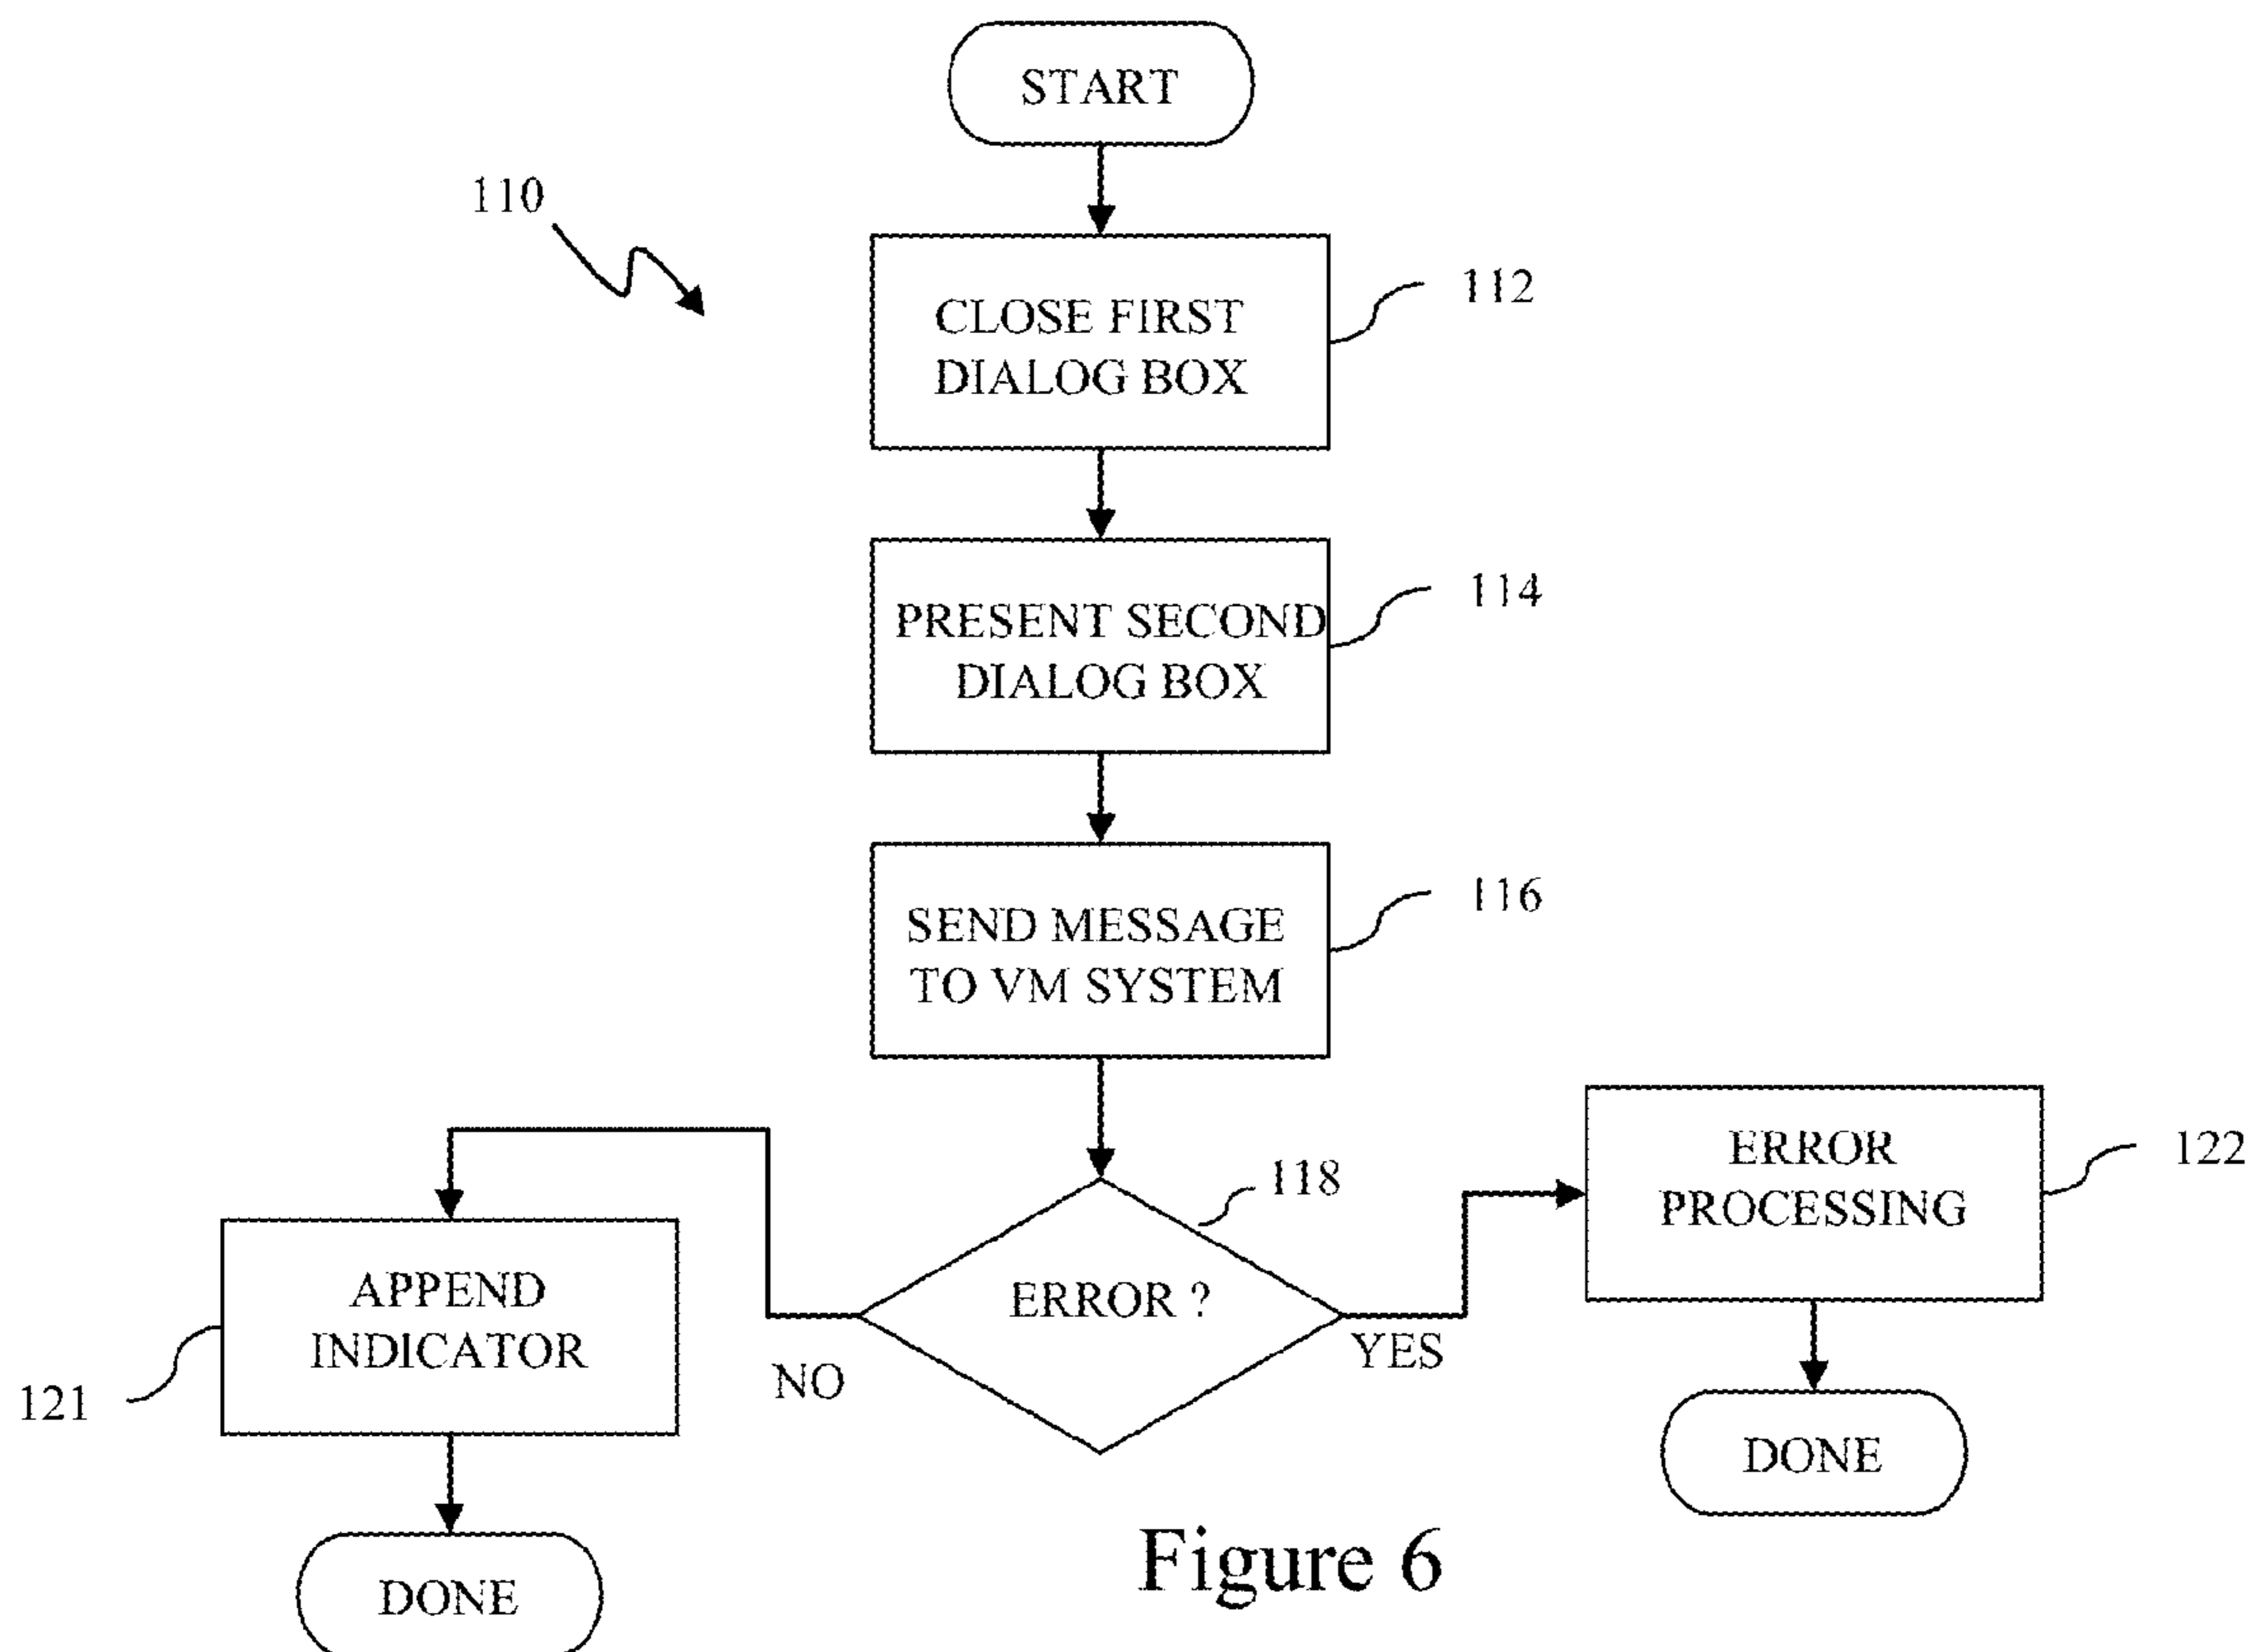 START
110
CLOSE FIRST
DIALOG BOX
112
PRESENT SECOND
DIALOG BOX
114
SEND MESSAGE
TO VM SYSTEM
116
ERROR ?
118
NO
YES
APPEND
INDICATOR
121
DONE
ERROR
PROCESSING
122
DONE
Figure 6